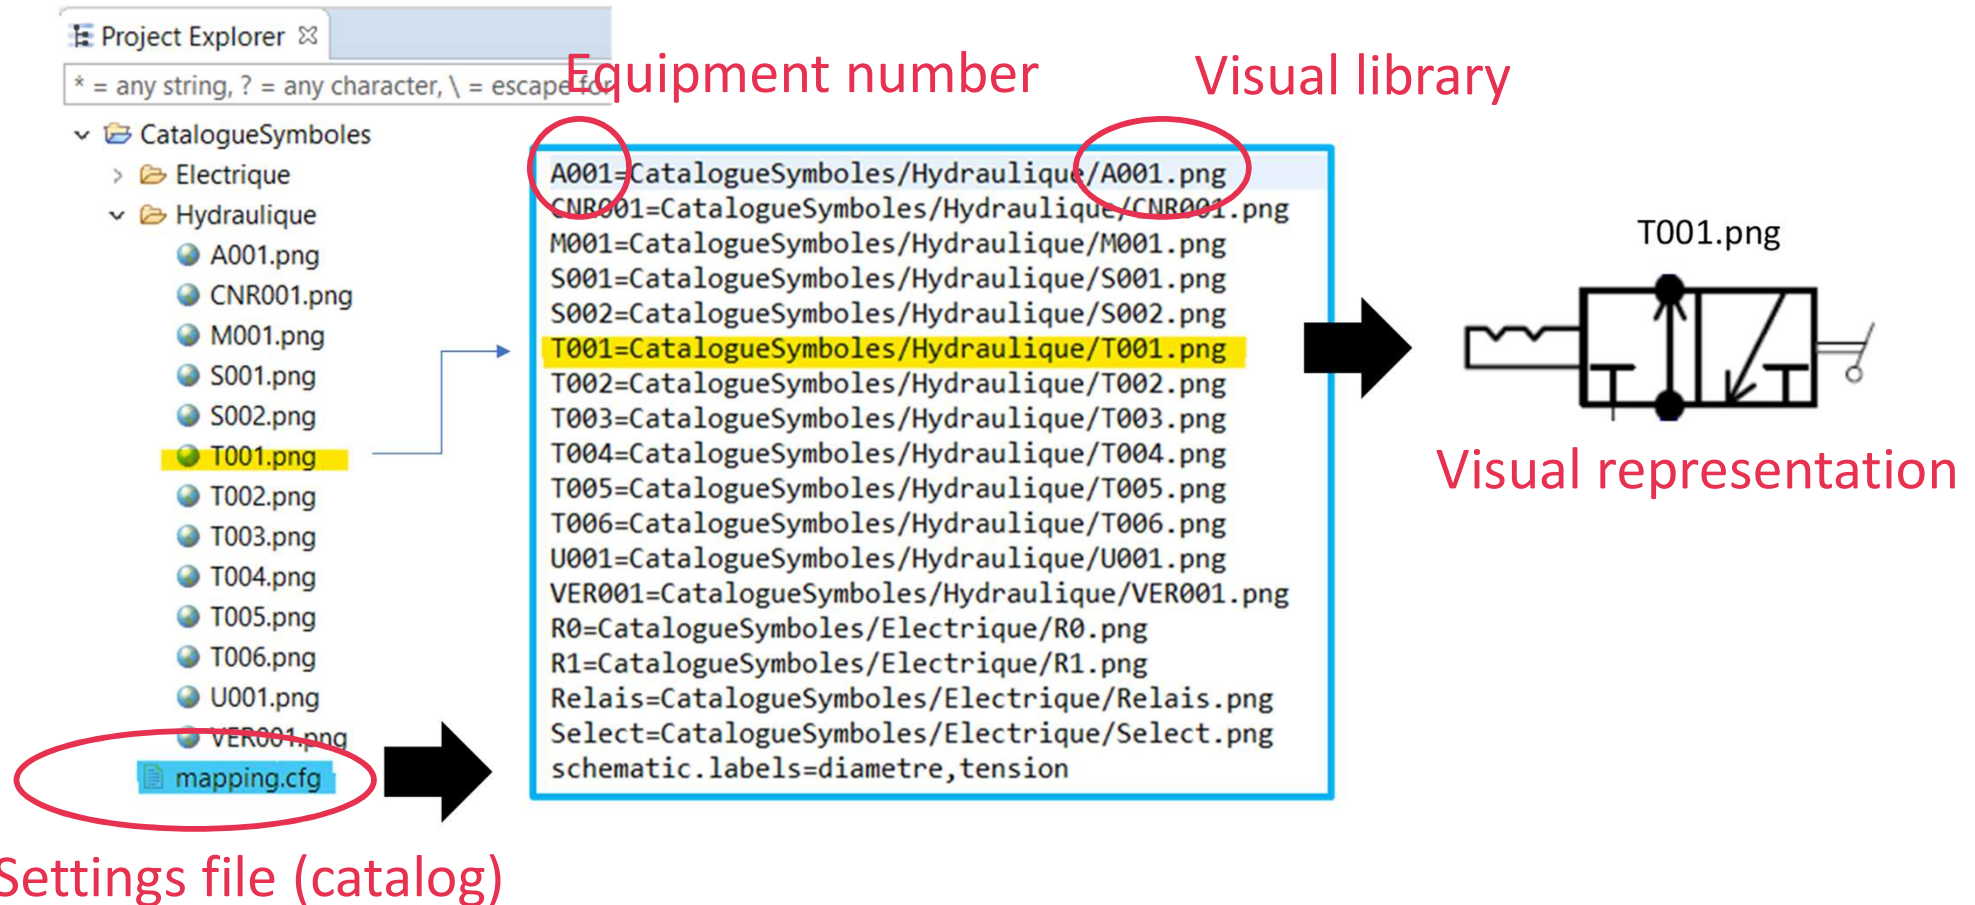 Project Explorer
* = any string, ? = any character, \ = escape for
CatalogueSymboles
Electrique
Hydraulique
A001.png
CNR001.png
M001.png
S001.png
S002.png
T001.png
T002.png
T003.png
T004.png
T005.png
T006.png
U001.png
VER001.png
mapping.cfg
Settings file (catalog)
Equipment number
Visual library
A001=CatalogueSymboles/Hydraulique/A001.png
CNR001=CatalogueSymboles/Hydraulique/CNR001.png
M001=CatalogueSymboles/Hydraulique/M001.png
S001=CatalogueSymboles/Hydraulique/S001.png
S002=CatalogueSymboles/Hydraulique/S002.png
T001=CatalogueSymboles/Hydraulique/T001.png
T002=CatalogueSymboles/Hydraulique/T002.png
T003=CatalogueSymboles/Hydraulique/T003.png
T004=CatalogueSymboles/Hydraulique/T004.png
T005=CatalogueSymboles/Hydraulique/T005.png
T006=CatalogueSymboles/Hydraulique/T006.png
U001=CatalogueSymboles/Hydraulique/U001.png
VER001=CatalogueSymboles/Hydraulique/VER001.png
R0=CatalogueSymboles/Electrique/R0.png
R1=CatalogueSymboles/Electrique/R1.png
Relais=CatalogueSymboles/Electrique/Relais.png
Select=CatalogueSymboles/Electrique/Select.png
schematic.labels=diametre,tension
T001.png
Visual representation